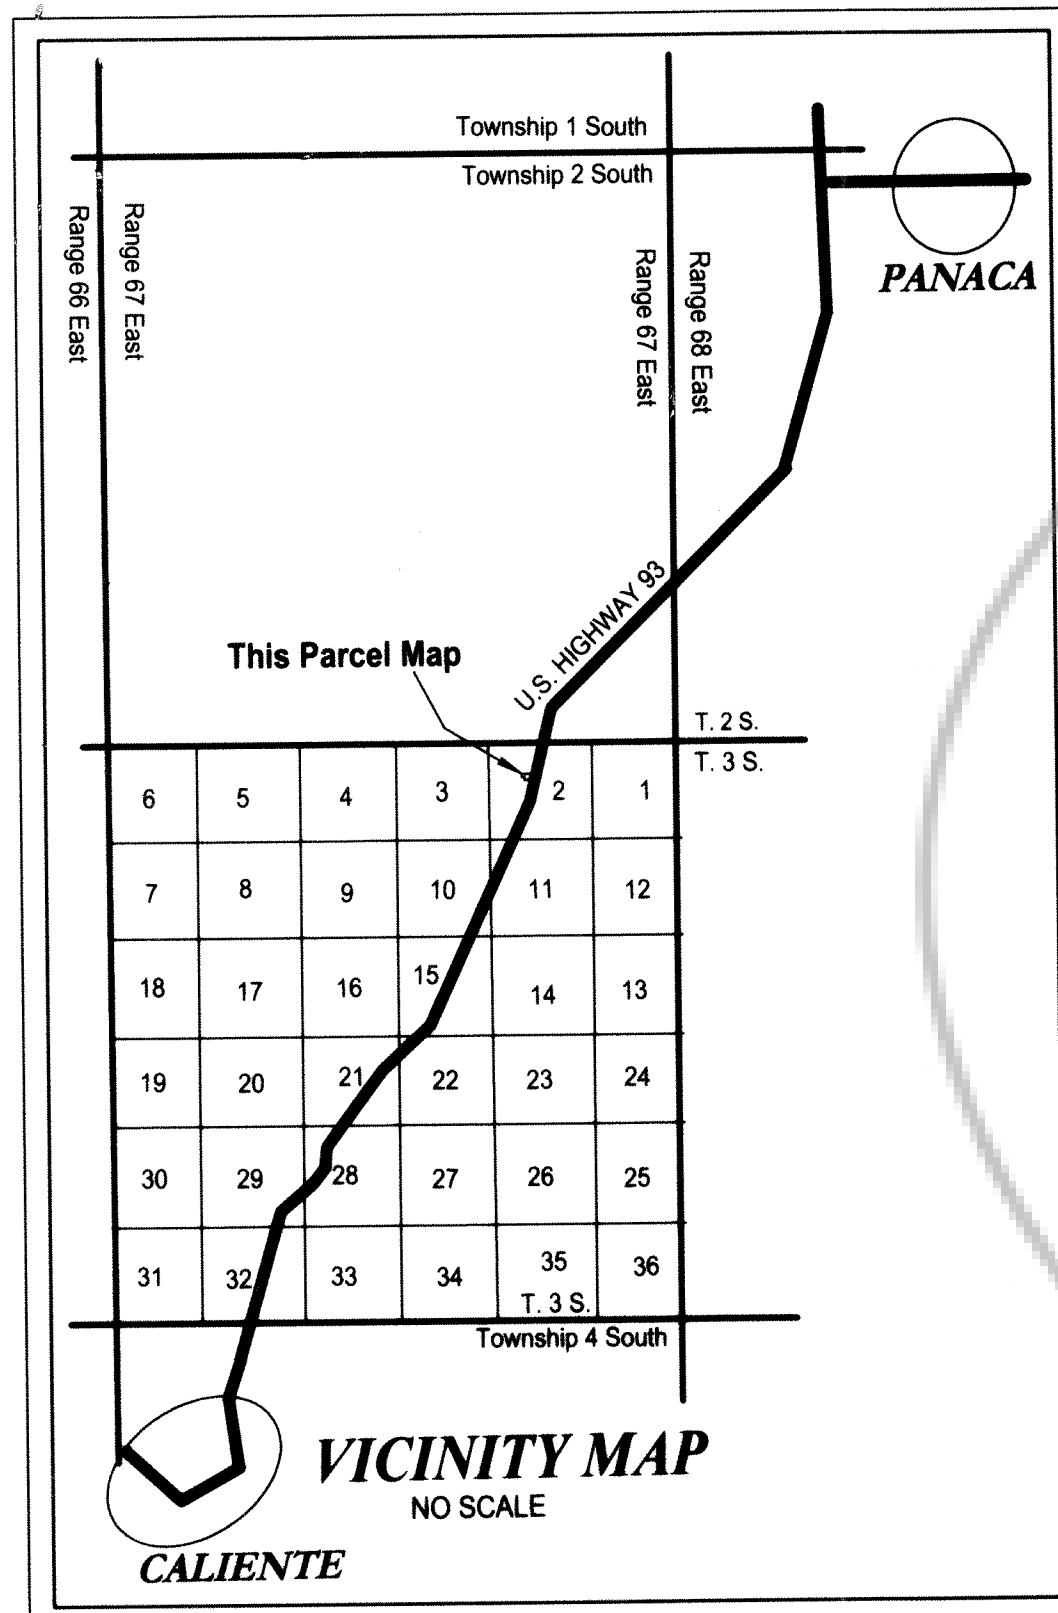 Township 1 South
Township 2 South
Range 66 East
Range 67 East
Range 67 East
Range 68 East
PANACA
U.S. HIGHWAY 93
This Parcel Map
T. 2 S.
T. 3 S.
6 5 4 3 2 1
7 8 9 10 11 12
18 17 16 15 14 13
19 20 21 22 23 24
30 29 28 27 26 25
31 32 33 34 35 36
T. 3 S.
Township 4 South
VICINITY MAP
NO SCALE
CALIENTE